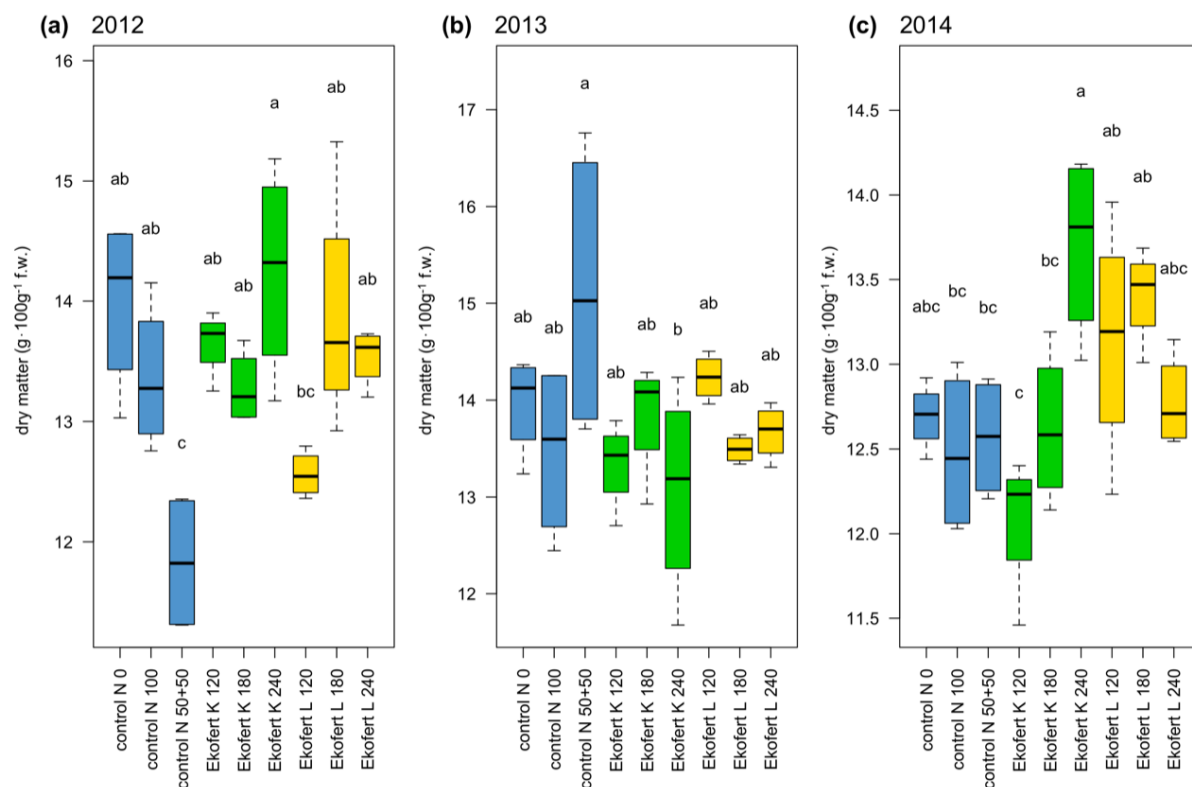 (a) 2012
dry matter (g·100g⁻¹ f.w.)
16
15
14
13
12
ab
ab
c
ab
ab
a
bc
ab
ab
control N 0
control N 100
control N 50+50
Ekofert K 120
Ekofert K 180
Ekofert K 240
Ekofert L 120
Ekofert L 180
Ekofert L 240
(b) 2013
dry matter (g·100g⁻¹ f.w.)
17
16
15
14
13
12
ab
ab
a
ab
ab
b
ab
ab
ab
control N 0
control N 100
control N 50+50
Ekofert K 120
Ekofert K 180
Ekofert K 240
Ekofert L 120
Ekofert L 180
Ekofert L 240
(c) 2014
dry matter (g·100g⁻¹ f.w.)
14.5
14.0
13.5
13.0
12.5
12.0
11.5
abc
bc
bc
c
bc
a
ab
ab
abc
control N 0
control N 100
control N 50+50
Ekofert K 120
Ekofert K 180
Ekofert K 240
Ekofert L 120
Ekofert L 180
Ekofert L 240